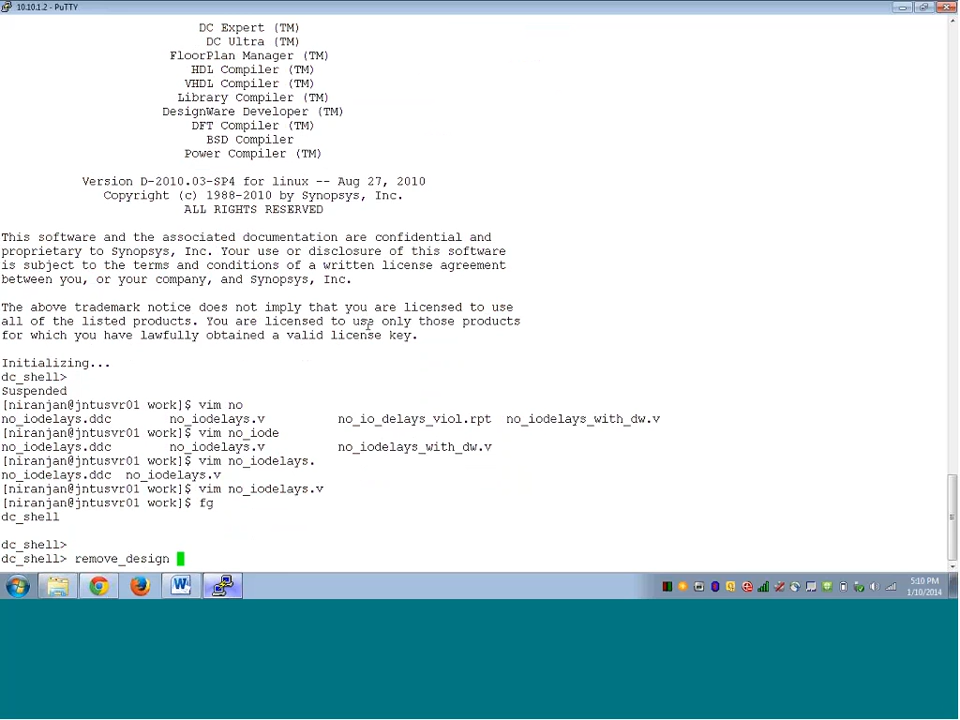 10.10.1.2 - PuTTY
DC Expert (TM)
DC Ultra (TM)
FloorPlan Manager (TM)
HDL Compiler (TM)
VHDL Compiler (TM)
Library Compiler (TM)
DesignWare Developer (TM)
DFT Compiler (TM)
BSD Compiler
Power Compiler (TM)
Version D-2010.03-SP4 for linux -- Aug 27, 2010
Copyright (c) 1988-2010 by Synopsys, Inc.
ALL RIGHTS RESERVED
This software and the associated documentation are confidential and
proprietary to Synopsys, Inc. Your use or disclosure of this software
is subject to the terms and conditions of a written license agreement
between you, or your company, and Synopsys, Inc.
The above trademark notice does not imply that you are licensed to use
all of the listed products. You are licensed to use only those products
for which you have lawfully obtained a valid license key.
Initializing...
dc_shell>
Suspended
[niranjan@jntusvr01 work]$ vim no
no_iodelays.ddc no_iodelays.v no_io_delays_viol.rpt no_iodelays_with_dw.v
[niranjan@jntusvr01 work]$ vim no_iode
no_iodelays.ddc no_iodelays.v no_iodelays_with_dw.v
[niranjan@jntusvr01 work]$ vim no_iodelays.
no_iodelays.ddc no_iodelays.v
[niranjan@jntusvr01 work]$ vim no_iodelays.v
[niranjan@jntusvr01 work]$ fg
dc_shell
dc_shell>
dc_shell> remove_design
5:10 PM
1/10/2014